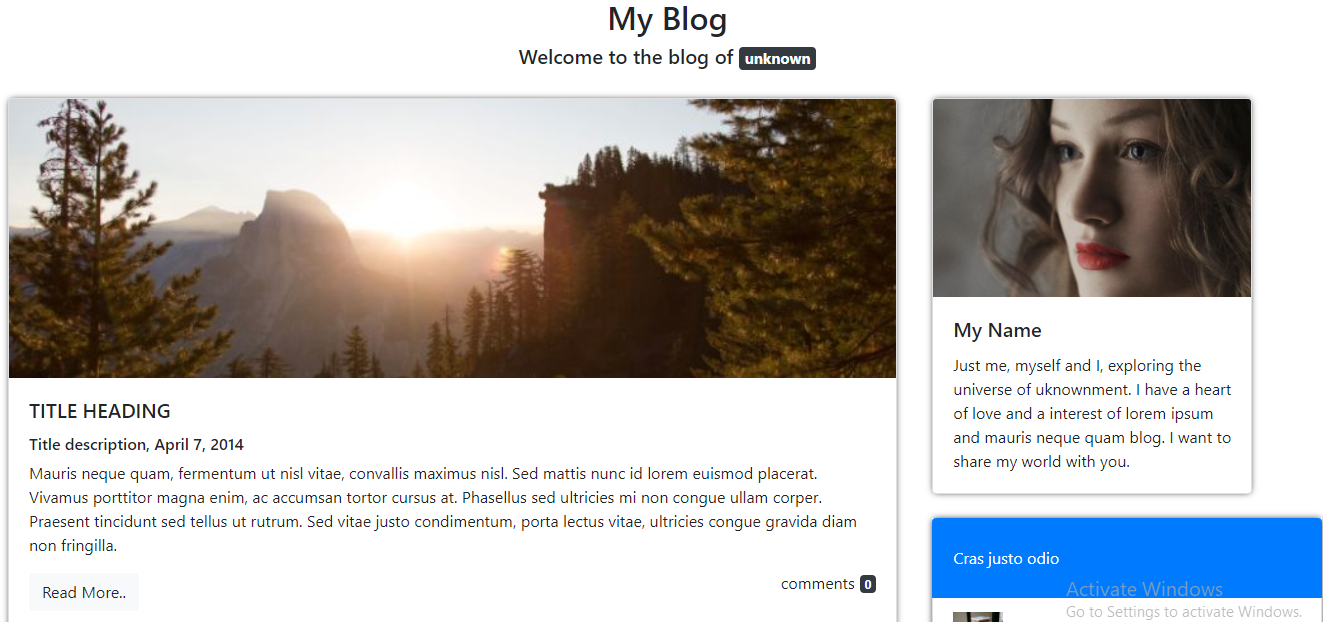 My Blog
Welcome to the blog of unknown
TITLE HEADING
Title description, April 7, 2014
Mauris neque quam, fermentum ut nisl vitae, convallis maximus nisl. Sed mattis nunc id lorem euismod placerat.
Vivamus porttitor magna enim, ac accumsan tortor cursus at. Phasellus sed ultricies mi non congue ullam corper.
Praesent tincidunt sed tellus ut rutrum. Sed vitae justo condimentum, porta lectus vitae, ultricies congue gravida diam
non fringilla.
Read More..
comments 0
My Name
Just me, myself and I, exploring the
universe of uknownment. I have a heart
of love and a interest of lorem ipsum
and mauris neque quam blog. I want to
share my world with you.
Cras justo odio
Activate Windows
Go to Settings to activate Windows.